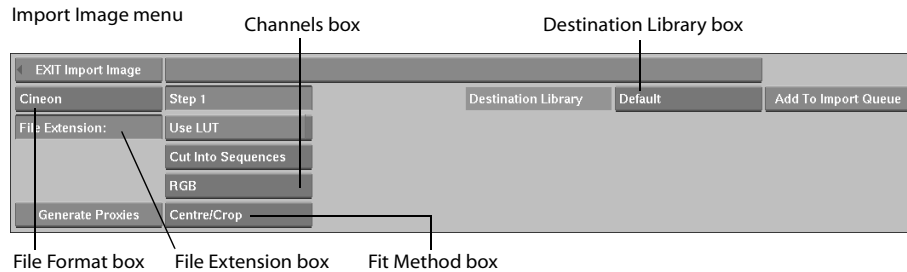 Import Image menu
Channels box
Destination Library box
EXIT Import Image
Cineon
Step 1
Destination Library
Default
Add To Import Queue
File Extension:
Use LUT
Cut Into Sequences
RGB
Generate Proxies
Centre/Crop
File Format box
File Extension box
Fit Method box